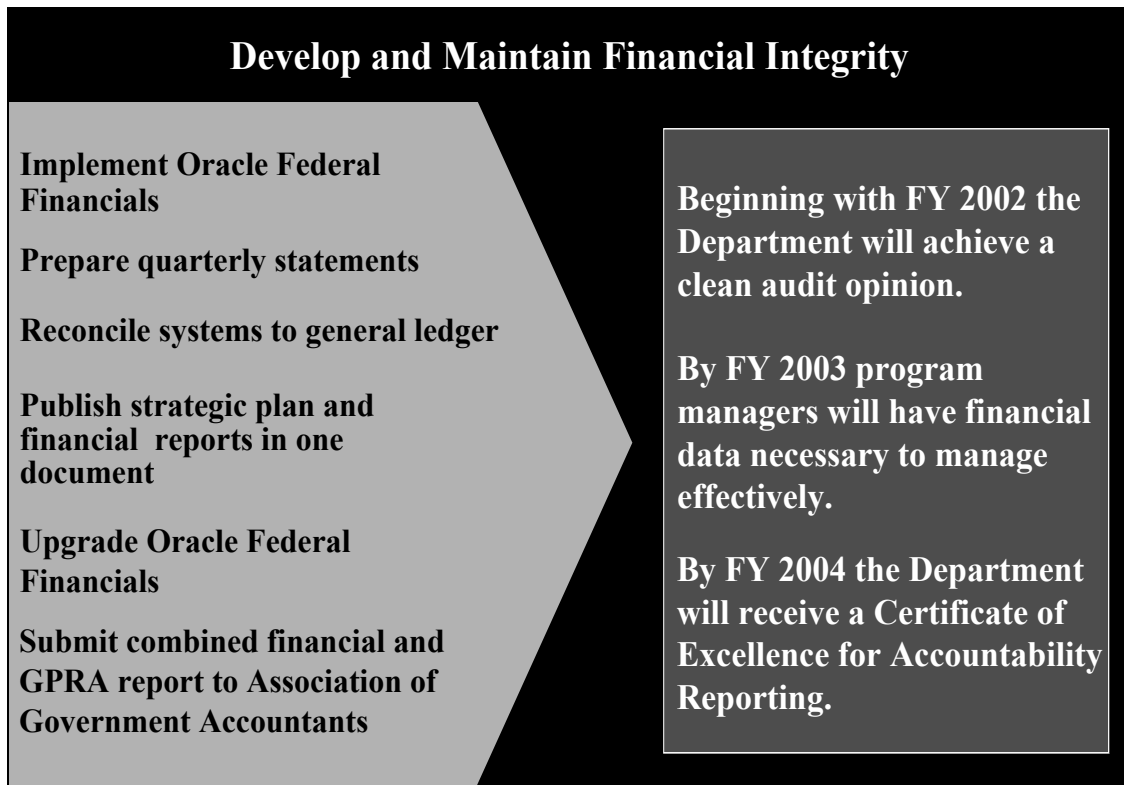 Develop and Maintain Financial Integrity
Implement Oracle Federal
Financials
Prepare quarterly statements
Reconcile systems to general ledger
Publish strategic plan and
financial  reports in one
document
Upgrade Oracle Federal
Financials
Submit combined financial and
GPRA report to Association of
Government Accountants
Beginning with FY 2002 the
Department will achieve a
clean audit opinion.
By FY 2003 program
managers will have financial
data necessary to manage
effectively.
By FY 2004 the Department
will receive a Certificate of
Excellence for Accountability
Reporting.